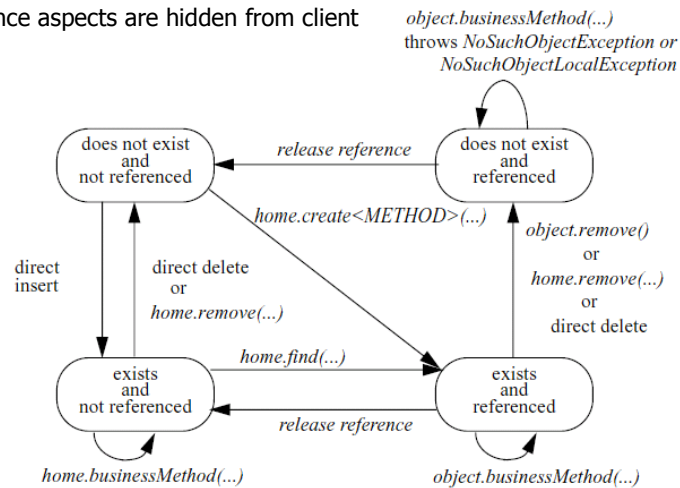 nce aspects are hidden from client
object.businessMethod(...)
throws NoSuchObjectException or
NoSuchObjectLocalException
does not exist
and
not referenced
release reference
does not exist
and
referenced
home.create<METHOD>(...)
object.remove()
or
home.remove(...)
or
direct delete
direct
insert
direct delete
or
home.remove(...)
home.find(...)
exists
and
not referenced
exists
and
referenced
release reference
home.businessMethod(...)
object.businessMethod(...)